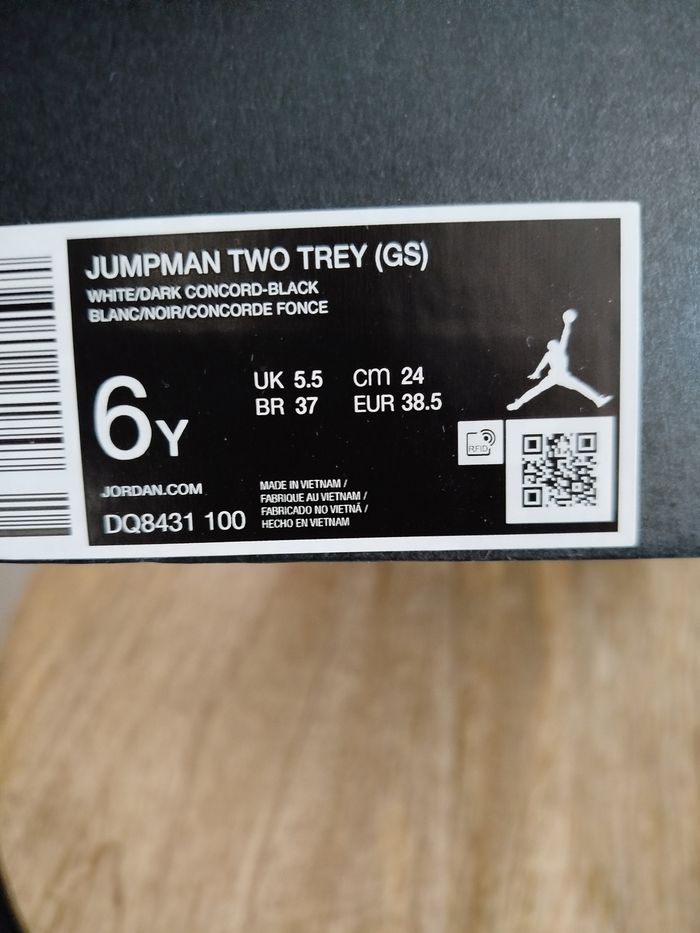 JUMPMAN TWO TREY (GS)
WHITE/DARK CONCORD-BLACK
BLANC/NOIR/CONCORDE FONCE
6Y
UK 5.5 cm 24
BR 37 EUR 38.5
RFID
JORDAN.COM
DQ8431 100
MADE IN VIETNAM /
FABRIQUE AU VIETNAM /
FABRICADO NO VIETNÃ /
HECHO EN VIETNAM